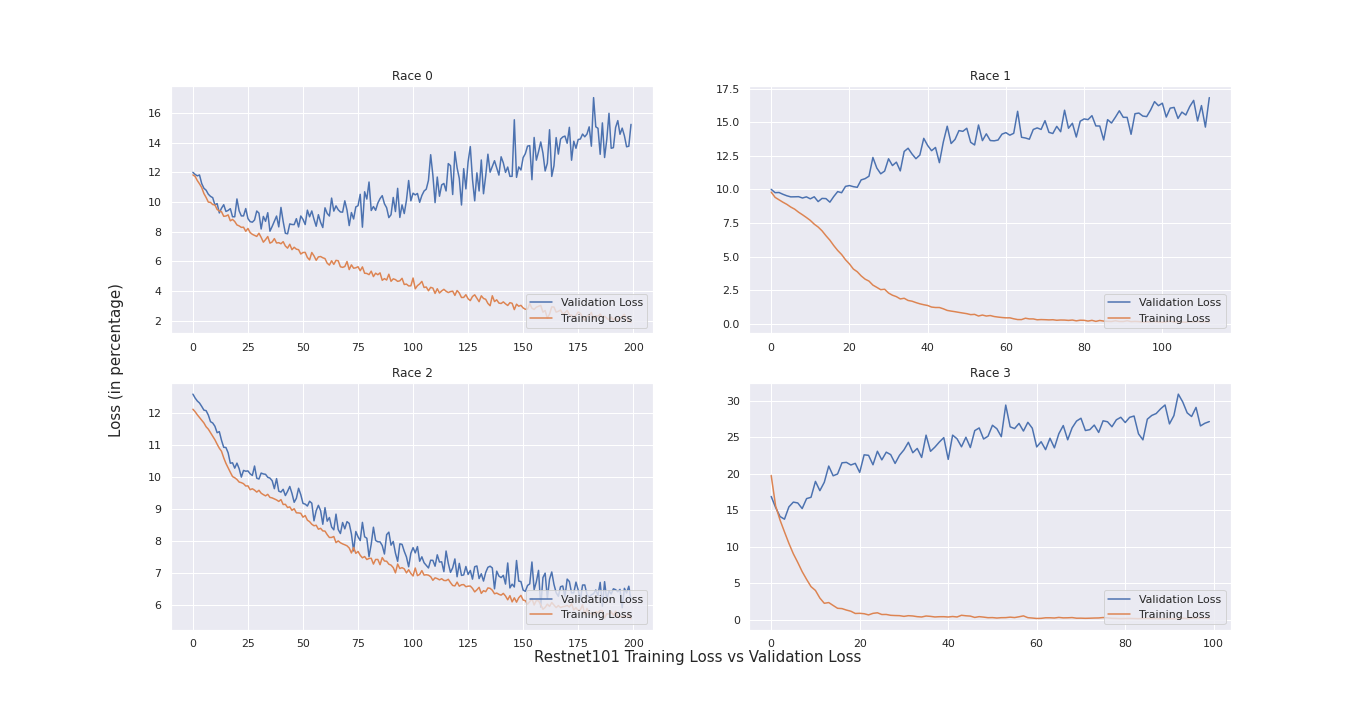 Race 0
16
14
12
10
8
6
4
2
0 25 50 75 100 125 150 175 200
Validation Loss
Training Loss
Race 1
17.5
15.0
12.5
10.0
7.5
5.0
2.5
0.0
0 20 40 60 80 100
Validation Loss
Training Loss
Loss (in percentage)
Race 2
12
11
10
9
8
7
6
0 25 50 75 100 125 150 175 200
Validation Loss
Training Loss
Race 3
30
25
20
15
10
5
0
0 20 40 60 80 100
Validation Loss
Training Loss
Restnet101 Training Loss vs Validation Loss